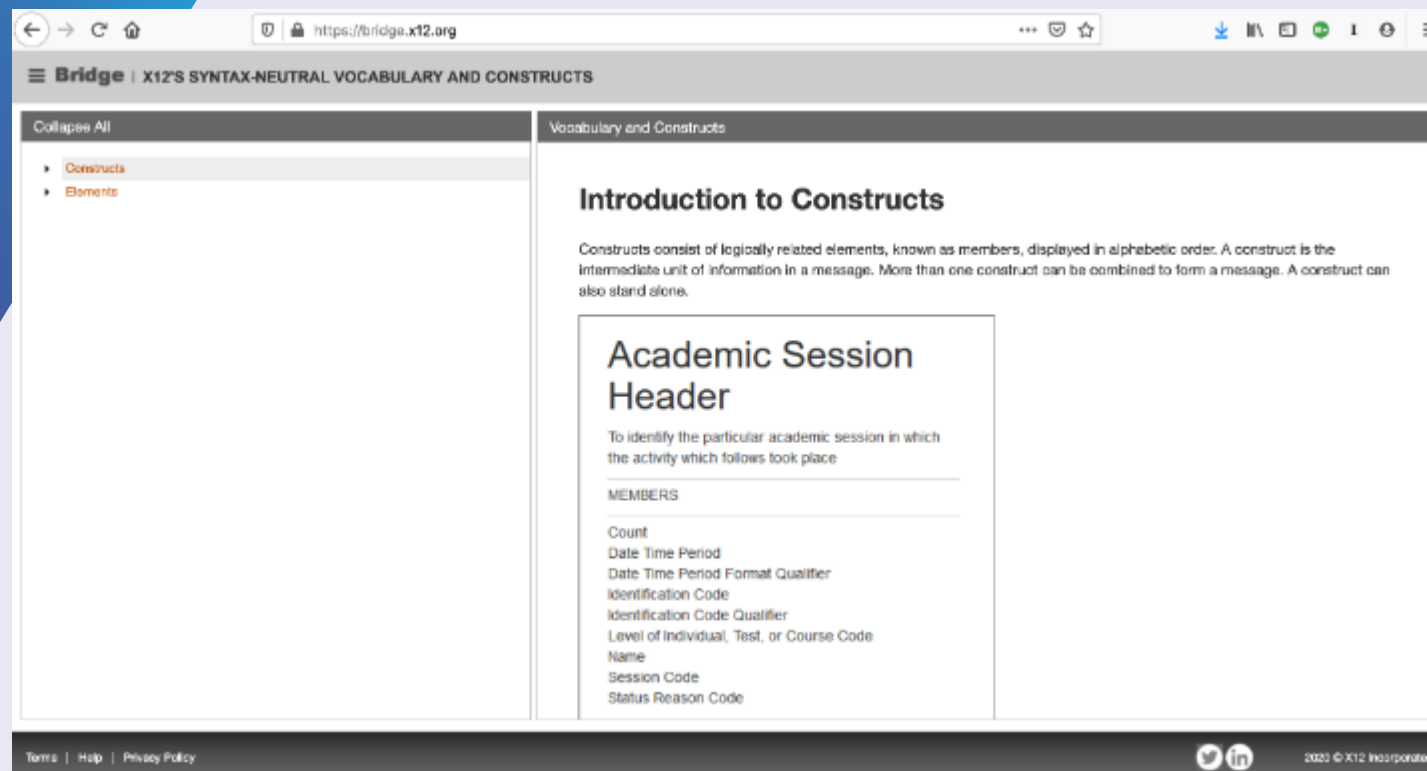 https://bridge.x12.org
Bridge | X12'S SYNTAX-NEUTRAL VOCABULARY AND CONSTRUCTS
Collapse All
Constructs
Elements
Vocabulary and Constructs
Introduction to Constructs
Constructs consist of logically related elements, known as members, displayed in alphabetic order. A construct is the
intermediate unit of information in a message. More than one construct can be combined to form a message. A construct can
also stand alone.
Academic Session
Header
To identify the particular academic session in which
the activity which follows took place
MEMBERS
Count
Date Time Period
Date Time Period Format Qualifier
Identification Code
Identification Code Qualifier
Level of Individual, Test, or Course Code
Name
Session Code
Status Reason Code
Terms | Help | Privacy Policy
2020 © X12 Incorporate